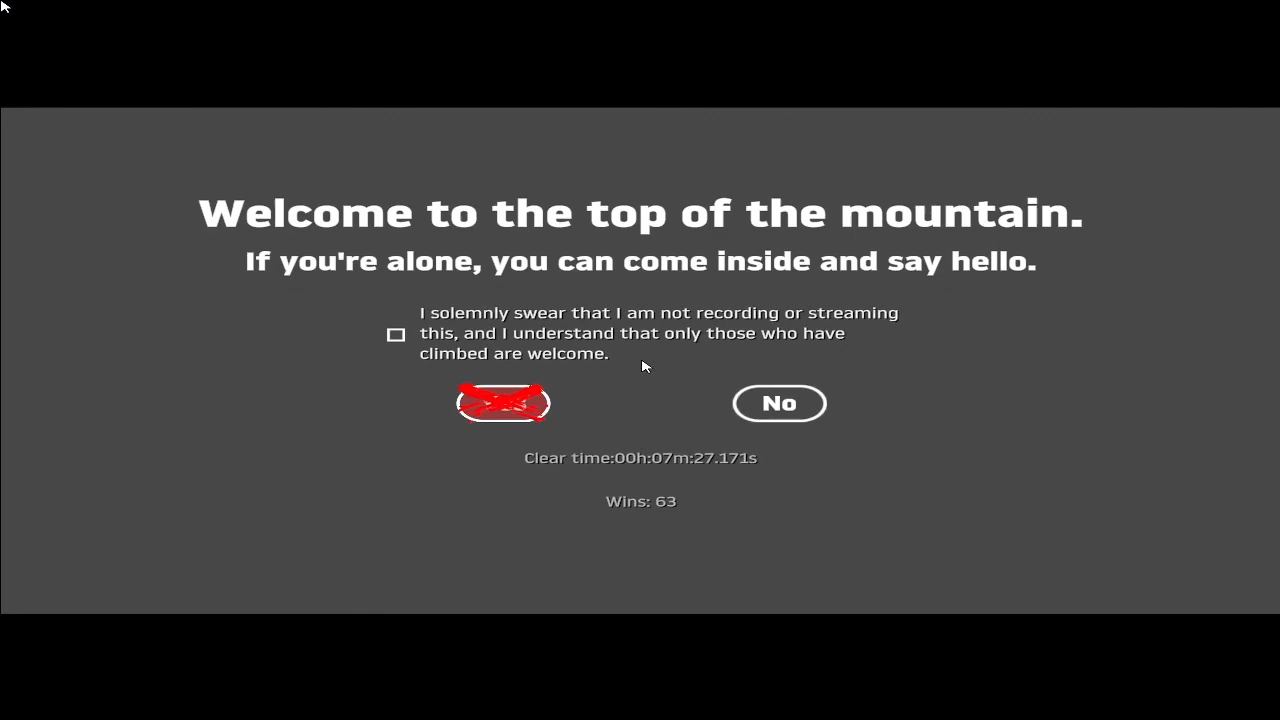 Welcome to the top of the mountain.
If you're alone, you can come inside and say hello.
I solemnly swear that I am not recording or streaming
this, and I understand that only those who have
climbed are welcome.
No
Clear time:00h:07m:27.171s
Wins: 63